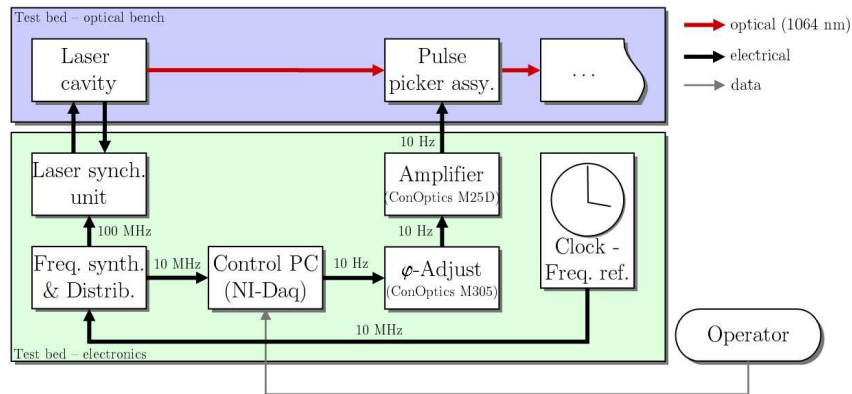 Test bed – optical bench
Laser
cavity
Pulse
picker assy.
. . .
optical (1064 nm)
electrical
data
10 Hz
Laser synch.
unit
Amplifier
(ConOptics M25D)
100 MHz
10 Hz
Clock -
Freq. ref.
Freq. synth.
& Distrib.
10 MHz
Control PC
(NI-Daq)
10 Hz
φ-Adjust
(ConOptics M305)
10 MHz
Operator
Test bed – electronics